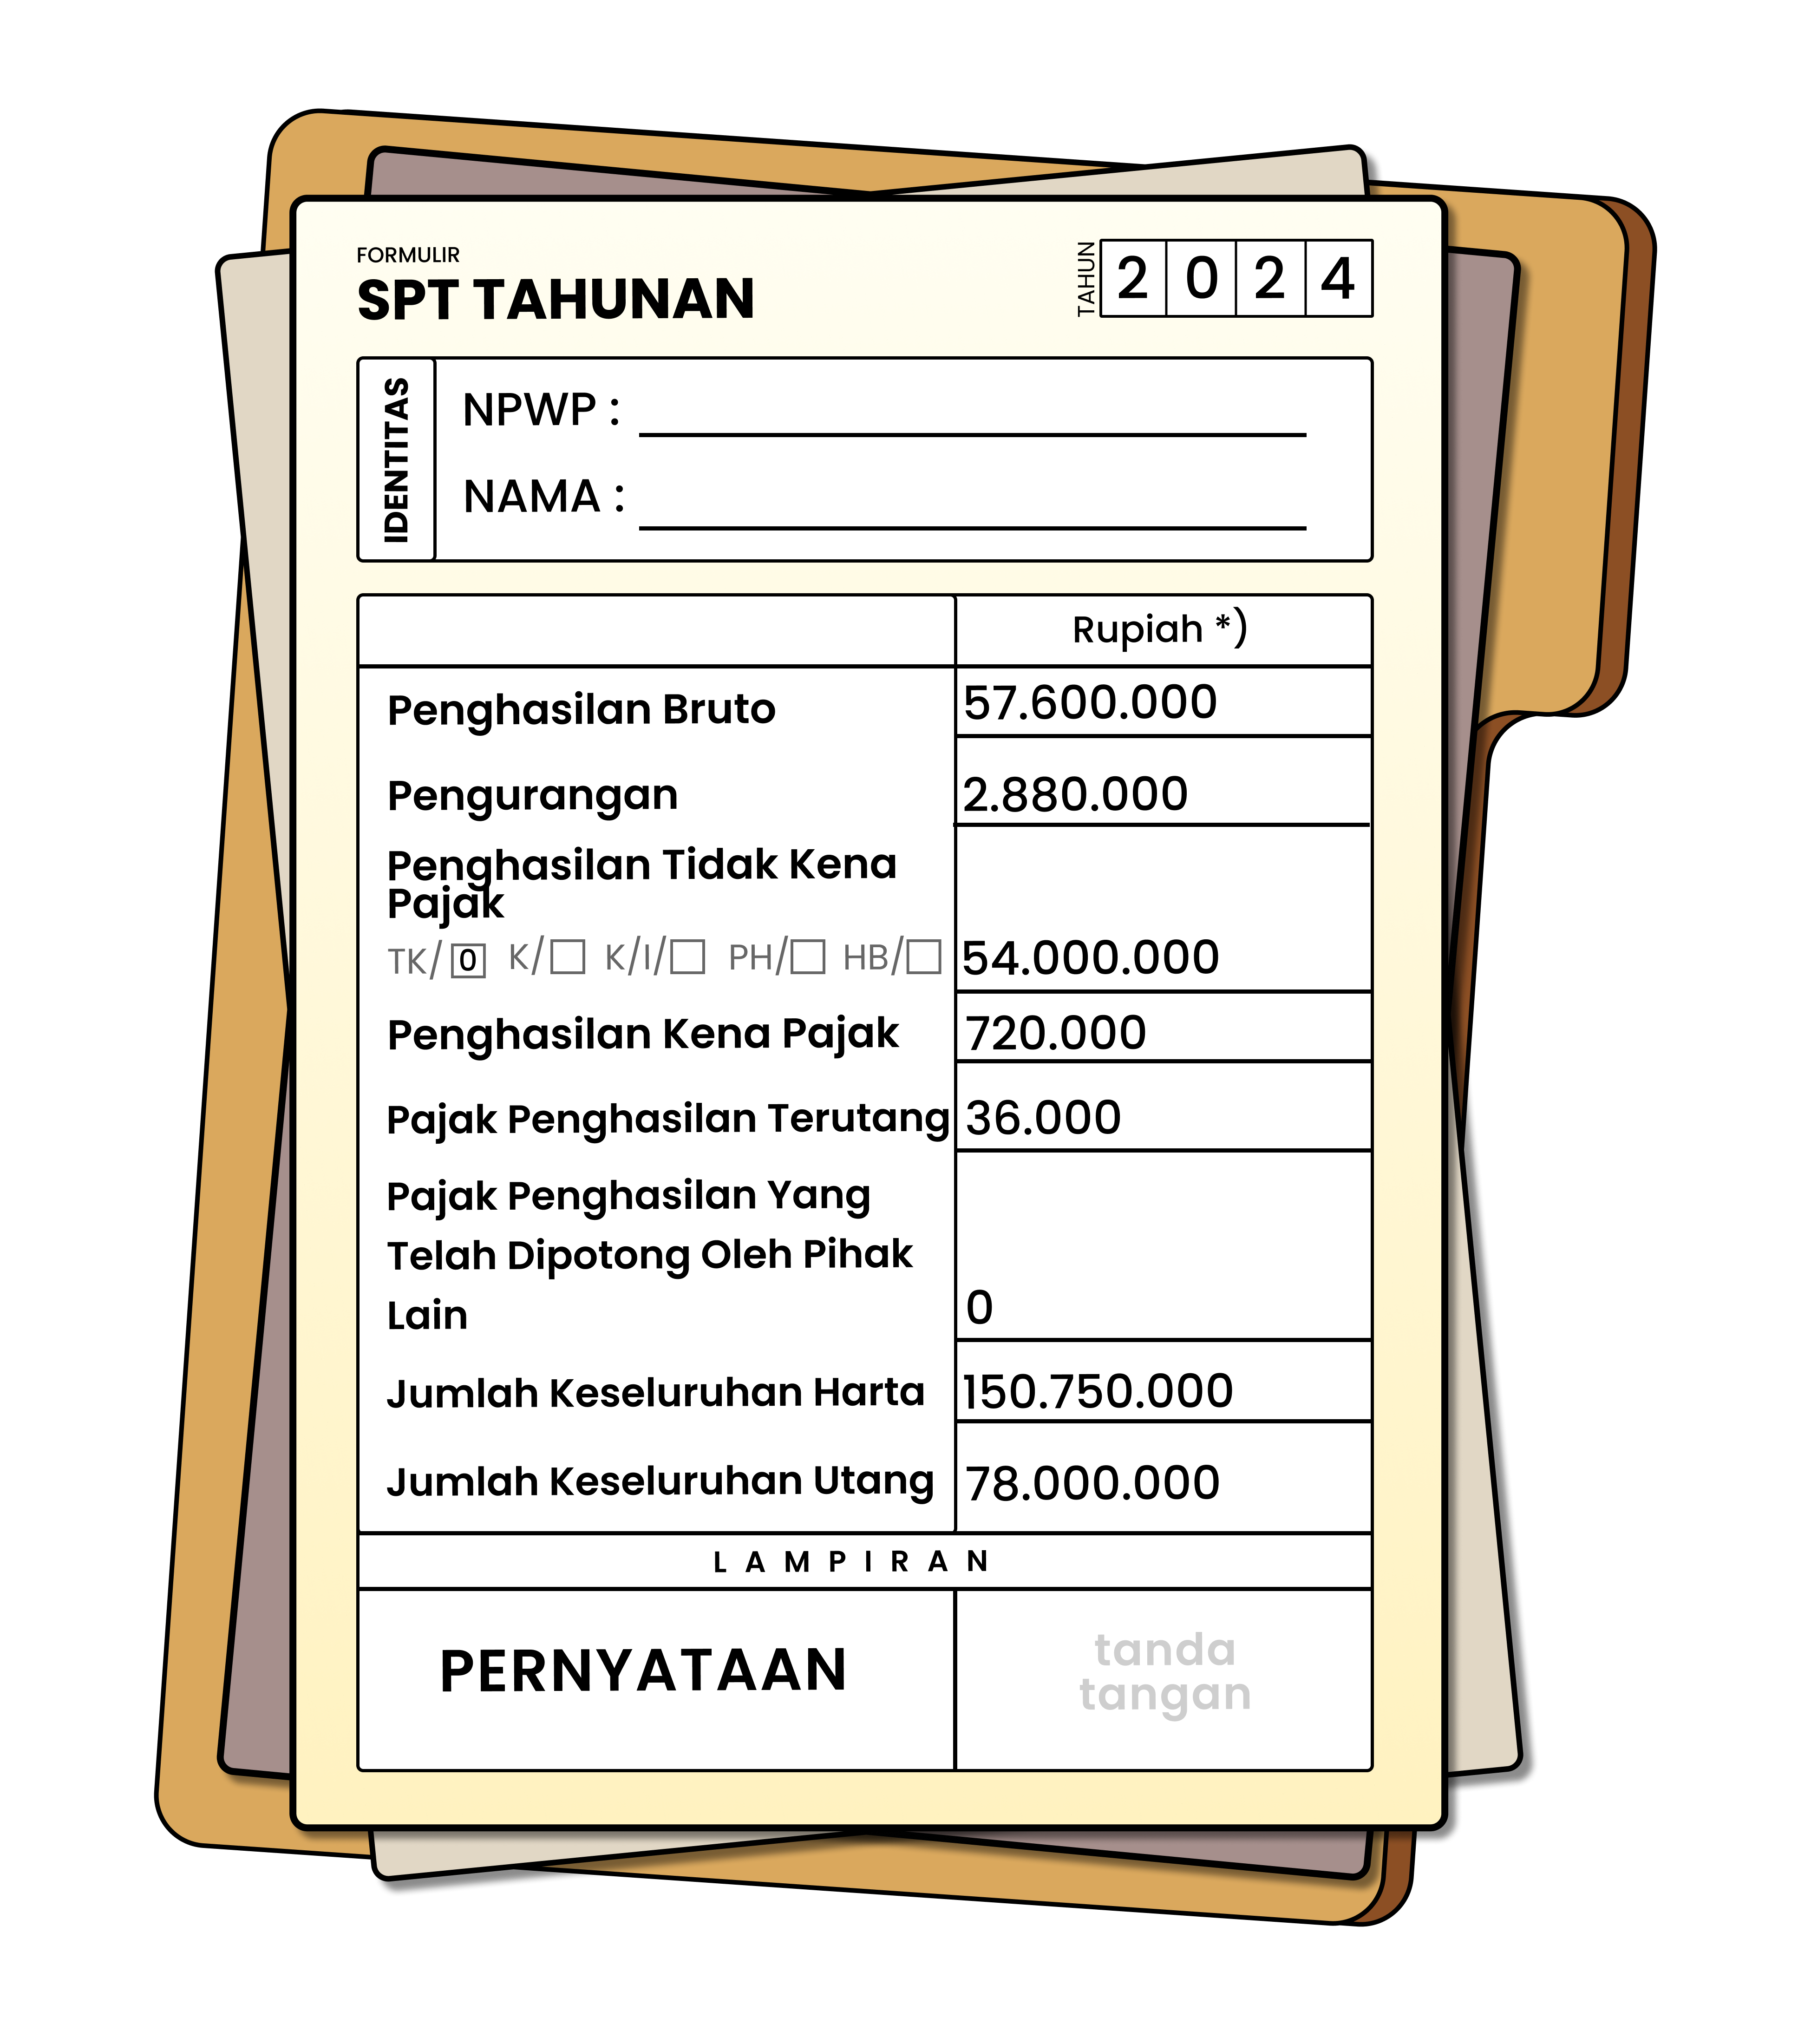 FORMULIR
SPT TAHUNAN
TAHUN 2 0 2 4
IDENTITAS
NPWP :
NAMA :
Rupiah *)
Penghasilan Bruto 57.600.000
Pengurangan 2.880.000
Penghasilan Tidak Kena
Pajak
TK/ 0 K/ K/I/ PH/ HB/ 54.000.000
Penghasilan Kena Pajak 720.000
Pajak Penghasilan Terutang 36.000
Pajak Penghasilan Yang
Telah Dipotong Oleh Pihak
Lain 0
Jumlah Keseluruhan Harta 150.750.000
Jumlah Keseluruhan Utang 78.000.000
LAMPIRAN
PERNYATAAN
tanda
tangan